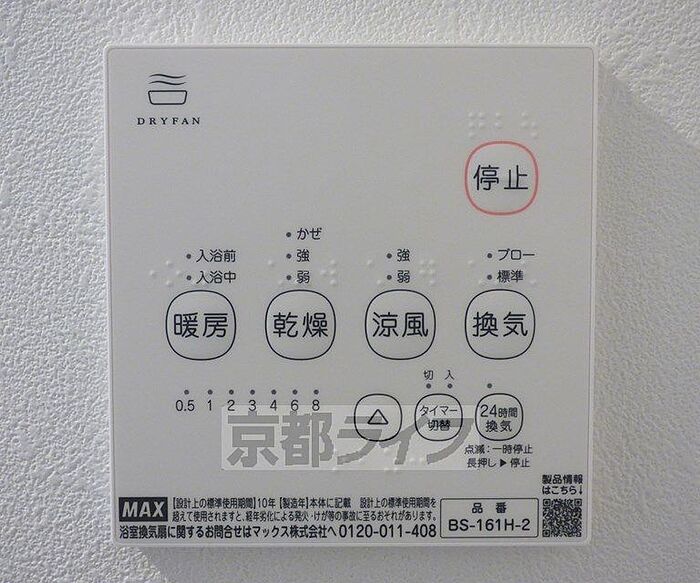 DRYFAN
停止
かぜ
入浴前
強
強
ブロー
入浴中
弱
弱
標準
暖房
乾燥
涼風
換気
切 入
0.5 1 2 3 4 6 8
タイマー
切替
24時間
換気
点滅:一時停止
長押し▶停止
京都ライフ
製品情報
はこちら↓
MAX
【設計上の標準使用期間】10年【製造年】本体に記載 設計上の標準使用期間を
超えて使用されますと、経年劣化による発火・けが等の事故に至るおそれがあります。
浴室換気扇に関するお問合せはマックス株式会社へ 0120-011-408
品番
BS-161H-2